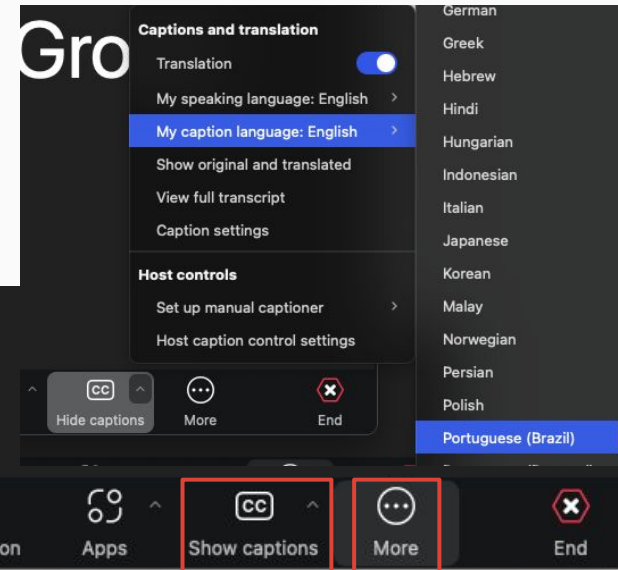 Gro
Captions and translation
Translation
My speaking language: English
My caption language: English
Show original and translated
View full transcript
Caption settings
Host controls
Set up manual captioner
Host caption control settings
German
Greek
Hebrew
Hindi
Hungarian
Indonesian
Italian
Japanese
Korean
Malay
Norwegian
Persian
Polish
Portuguese (Brazil)
CC
Hide captions
More
End
on
Apps
CC
Show captions
More
End